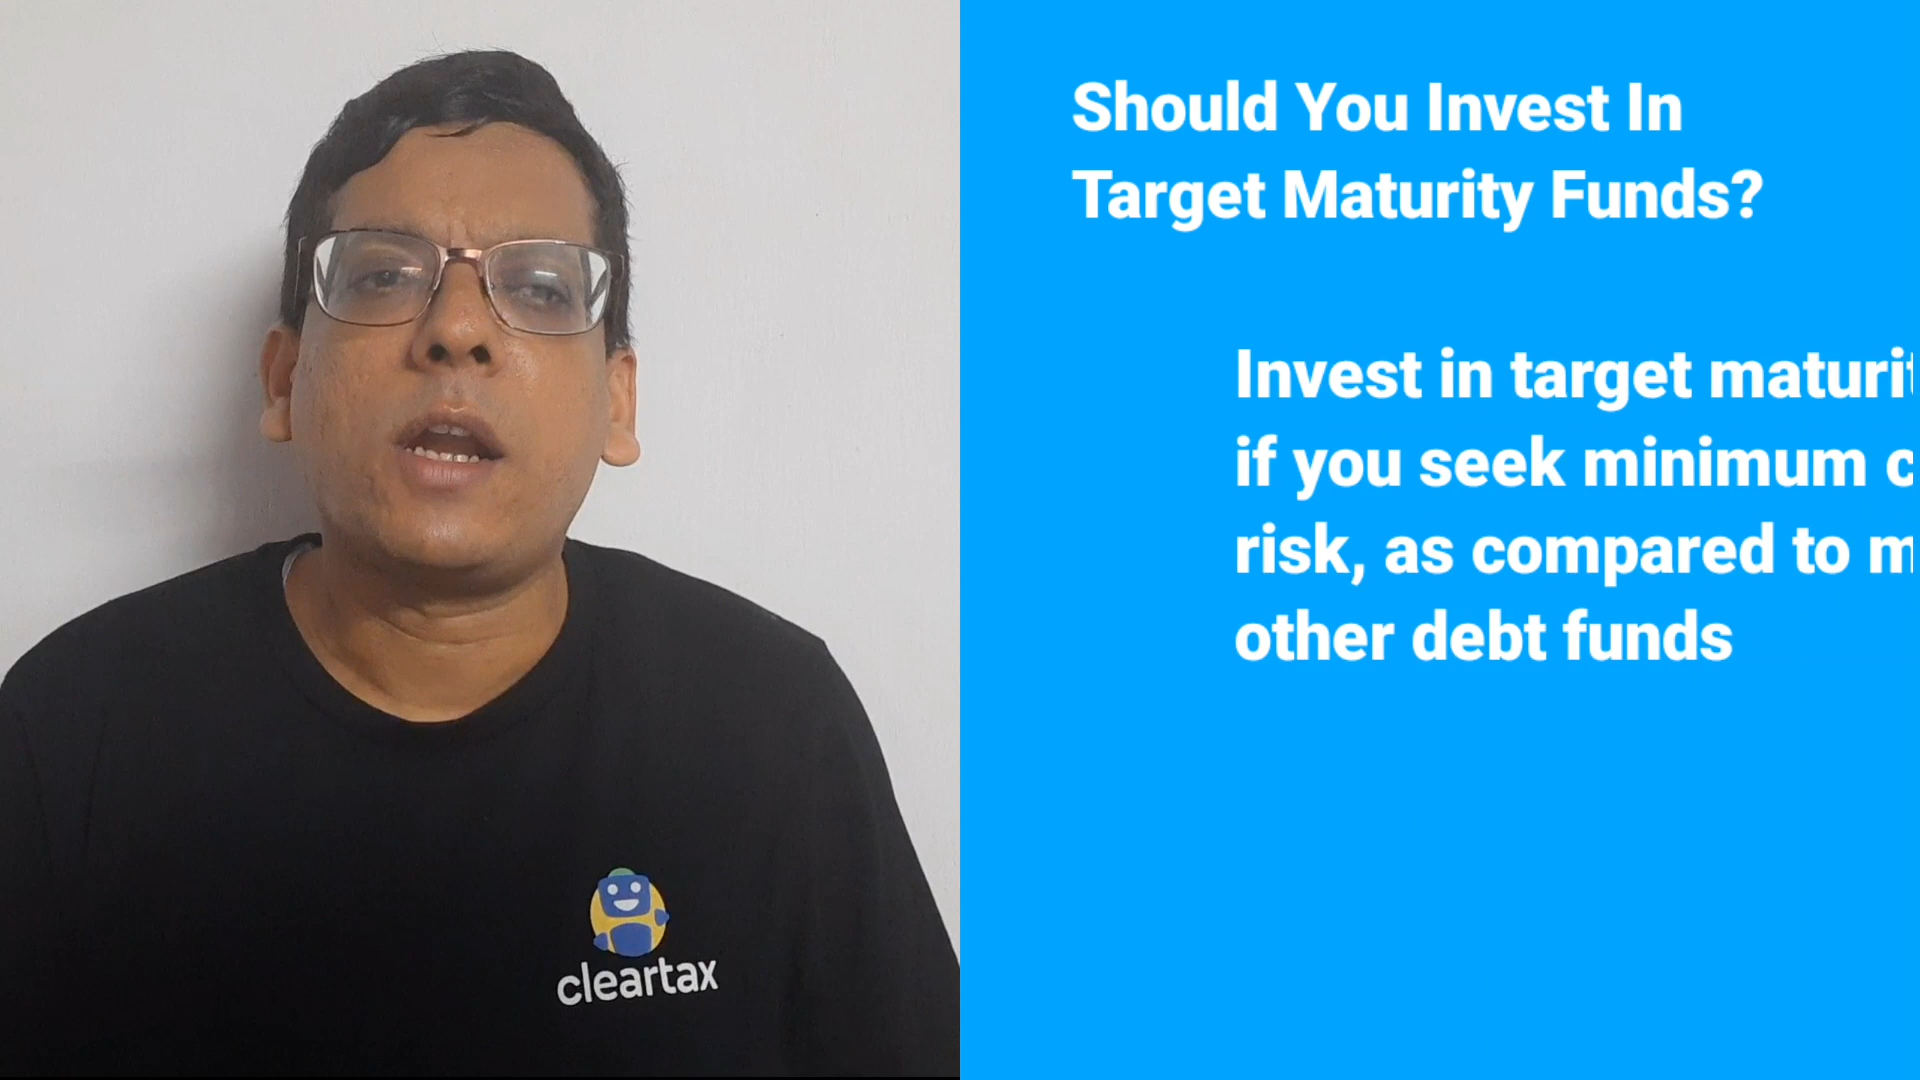 Should You Invest In
Target Maturity Funds?
Invest in target
if you seek minimum
risk, as compared to
other debt funds
cleartax